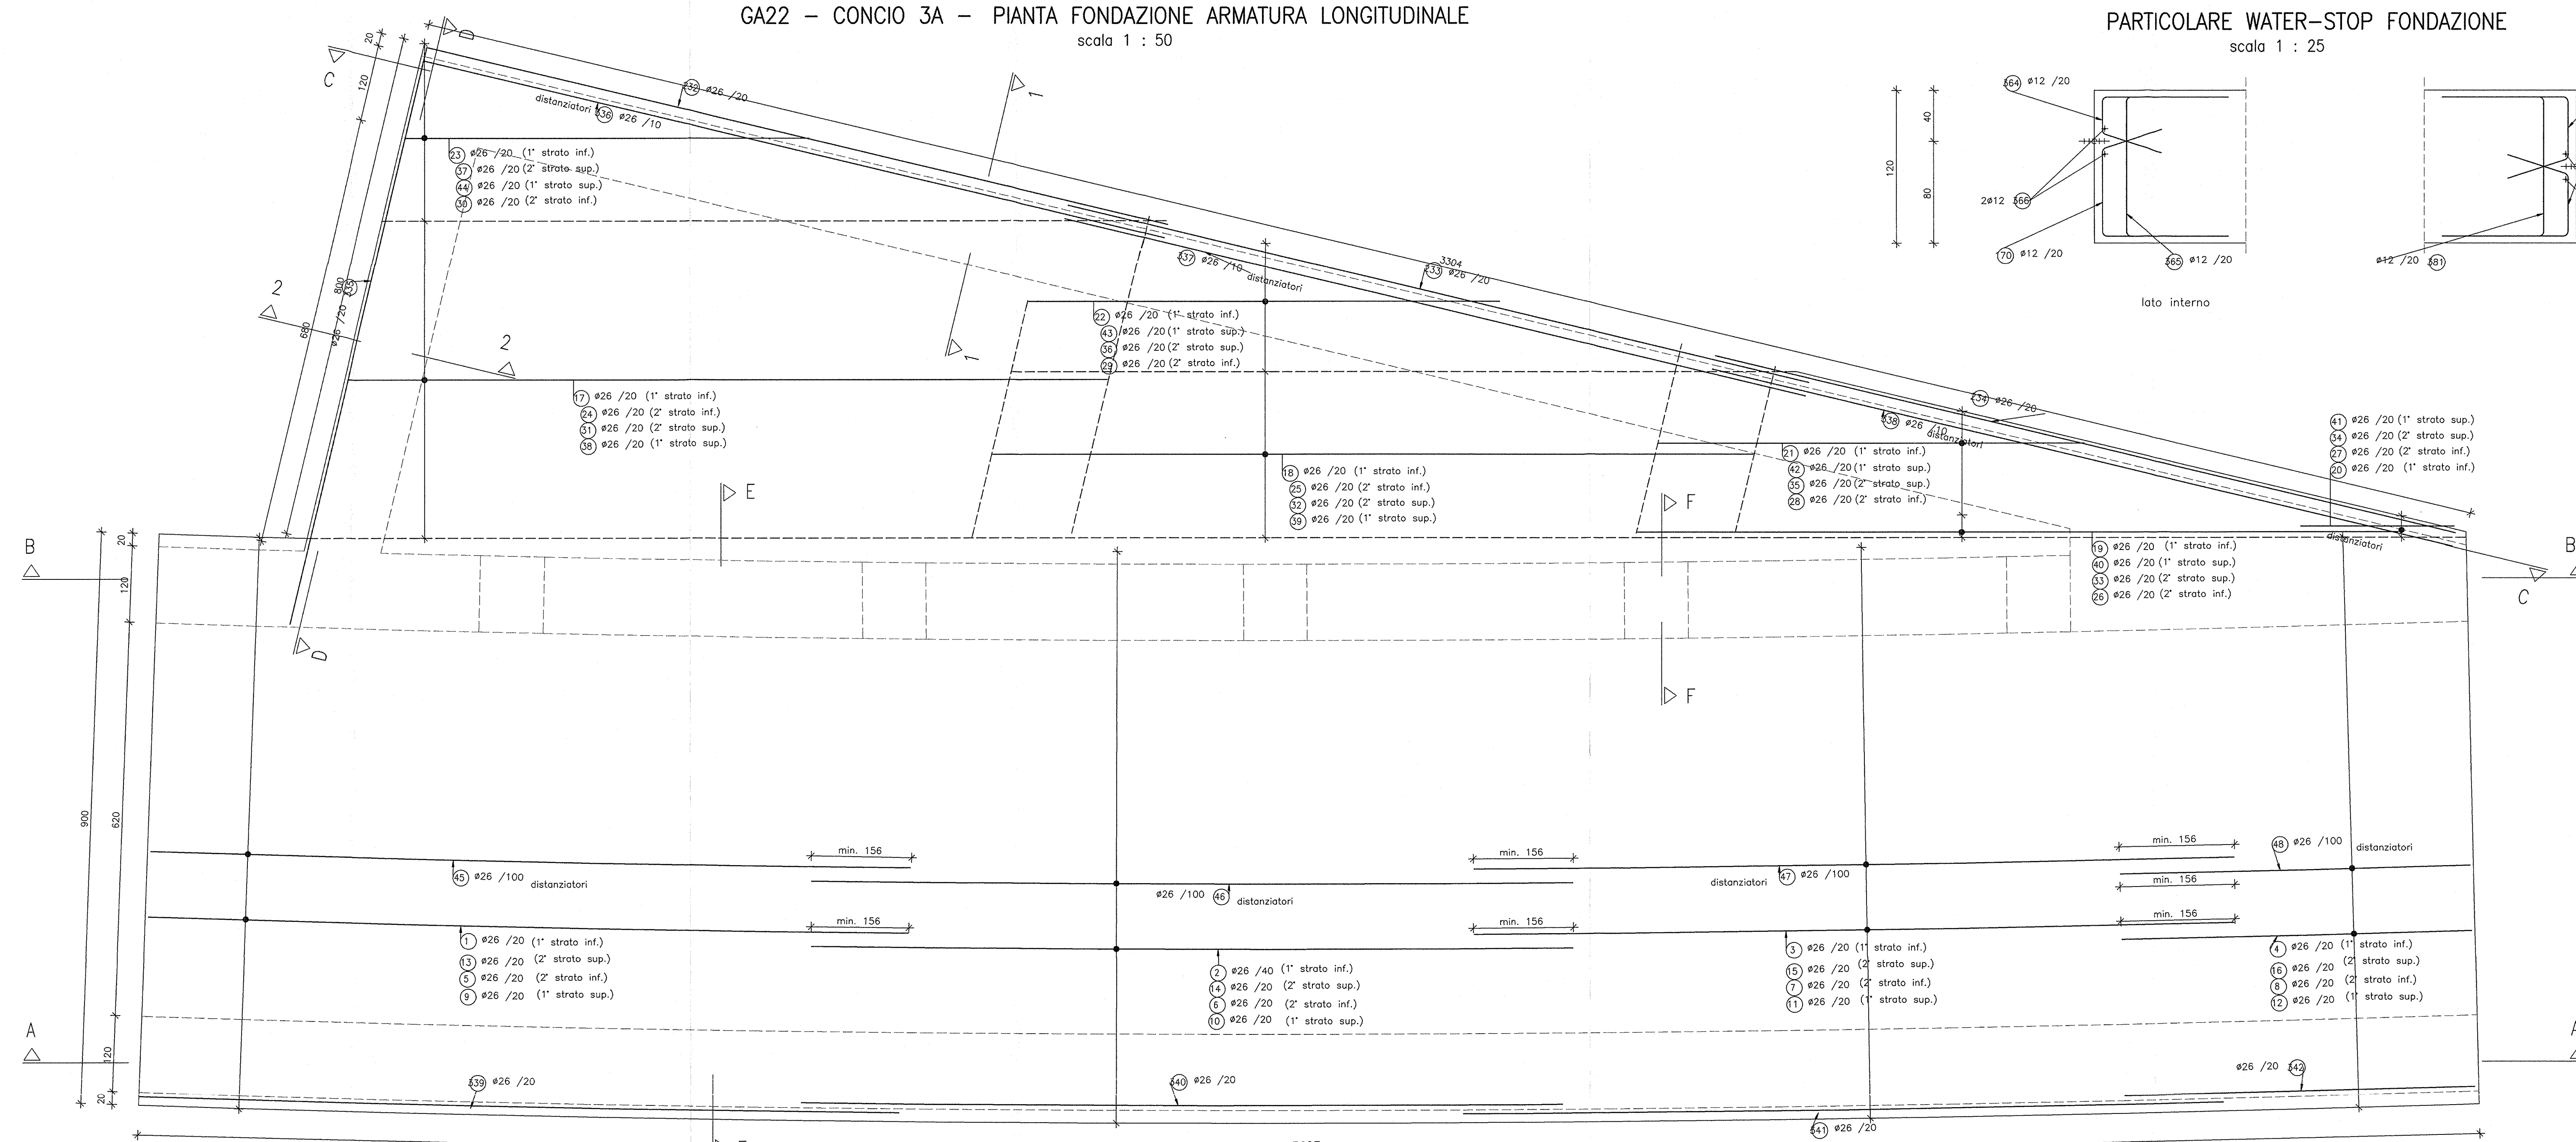 GA22 – CONCIO 3A – PIANTA FONDAZIONE ARMATURA LONGITUDINALE
scala 1 : 50
PARTICOLARE WATER–STOP FONDAZIONE
scala 1 : 25
364 ø12 /20
40
120
80
2ø12 366
170 ø12 /20
365 ø12 /20
ø12 /20 381
lato interno
D
C
20
120
232 ø26 /20
distanziatori 336 ø26 /10
1
23 ø26 /20 (1° strato inf.)
37 ø26 /20 (2° strato sup.)
44 ø26 /20 (1° strato sup.)
30 ø26 /20 (2° strato inf.)
337 ø26 /10
distanziatori
3304
233 ø26 /20
800
680
ø26 /20
2
2
1
22 ø26 /20 (1° strato inf.)
43 ø26 /20 (1° strato sup.)
36 ø26 /20 (2° strato sup.)
29 ø26 /20 (2° strato inf.)
17 ø26 /20 (1° strato inf.)
24 ø26 /20 (2° strato inf.)
31 ø26 /20 (2° strato sup.)
38 ø26 /20 (1° strato sup.)
234 ø26 /20
338 ø26 /10
distanziatori
41 ø26 /20 (1° strato sup.)
34 ø26 /20 (2° strato sup.)
27 ø26 /20 (2° strato inf.)
20 ø26 /20 (1° strato inf.)
18 ø26 /20 (1° strato inf.)
25 ø26 /20 (2° strato inf.)
32 ø26 /20 (2° strato sup.)
39 ø26 /20 (1° strato sup.)
21 ø26 /20 (1° strato inf.)
42 ø26 /20 (1° strato sup.)
35 ø26 /20 (2° strato sup.)
28 ø26 /20 (2° strato inf.)
E
F
distanziatori
19 ø26 /20 (1° strato inf.)
40 ø26 /20 (1° strato sup.)
33 ø26 /20 (2° strato sup.)
26 ø26 /20 (2° strato inf.)
B
B
20
120
C
D
F
900
620
min. 156
min. 156
min. 156
min. 156
45 ø26 /100
distanziatori
ø26 /100 46
distanziatori
distanziatori 47 ø26 /100
48 ø26 /100 distanziatori
min. 156
min. 156
min. 156
1 ø26 /20 (1° strato inf.)
13 ø26 /20 (2° strato sup.)
5 ø26 /20 (2° strato inf.)
9 ø26 /20 (1° strato sup.)
2 ø26 /40 (1° strato inf.)
14 ø26 /20 (2° strato sup.)
6 ø26 /20 (2° strato inf.)
10 ø26 /20 (1° strato sup.)
3 ø26 /20 (1° strato inf.)
15 ø26 /20 (2° strato sup.)
7 ø26 /20 (2° strato inf.)
11 ø26 /20 (1° strato sup.)
4 ø26 /20 (1° strato inf.)
16 ø26 /20 (2° strato sup.)
8 ø26 /20 (2° strato inf.)
12 ø26 /20 (1° strato sup.)
A
120
20
339 ø26 /20
340 ø26 /20
341 ø26 /20
ø26 /20 342